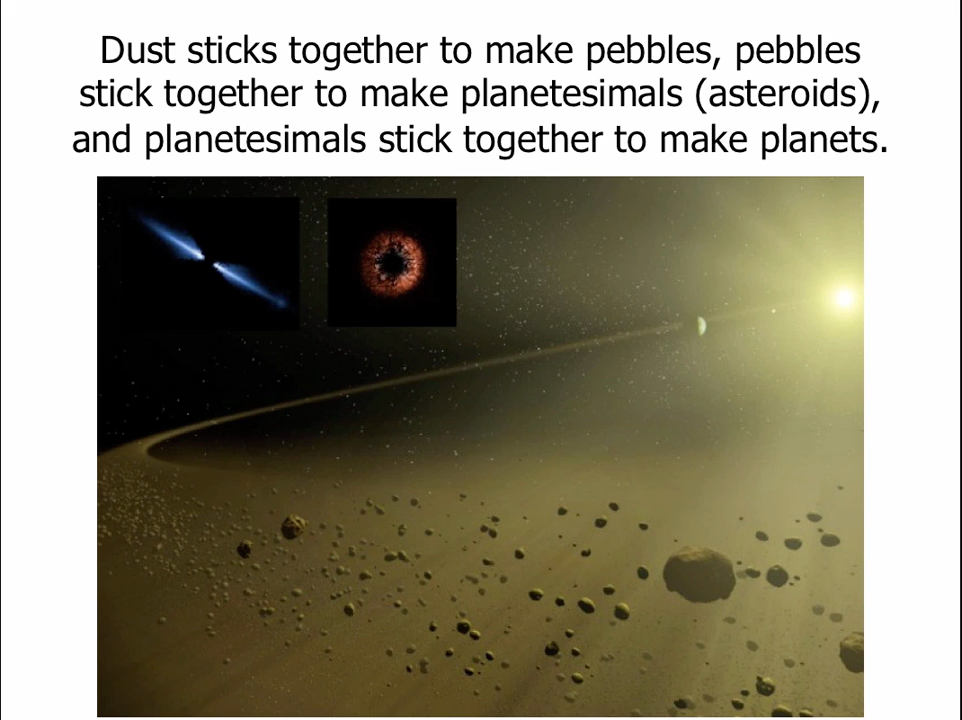 Dust sticks together to make pebbles, pebbles
stick together to make planetesimals (asteroids),
and planetesimals stick together to make planets.